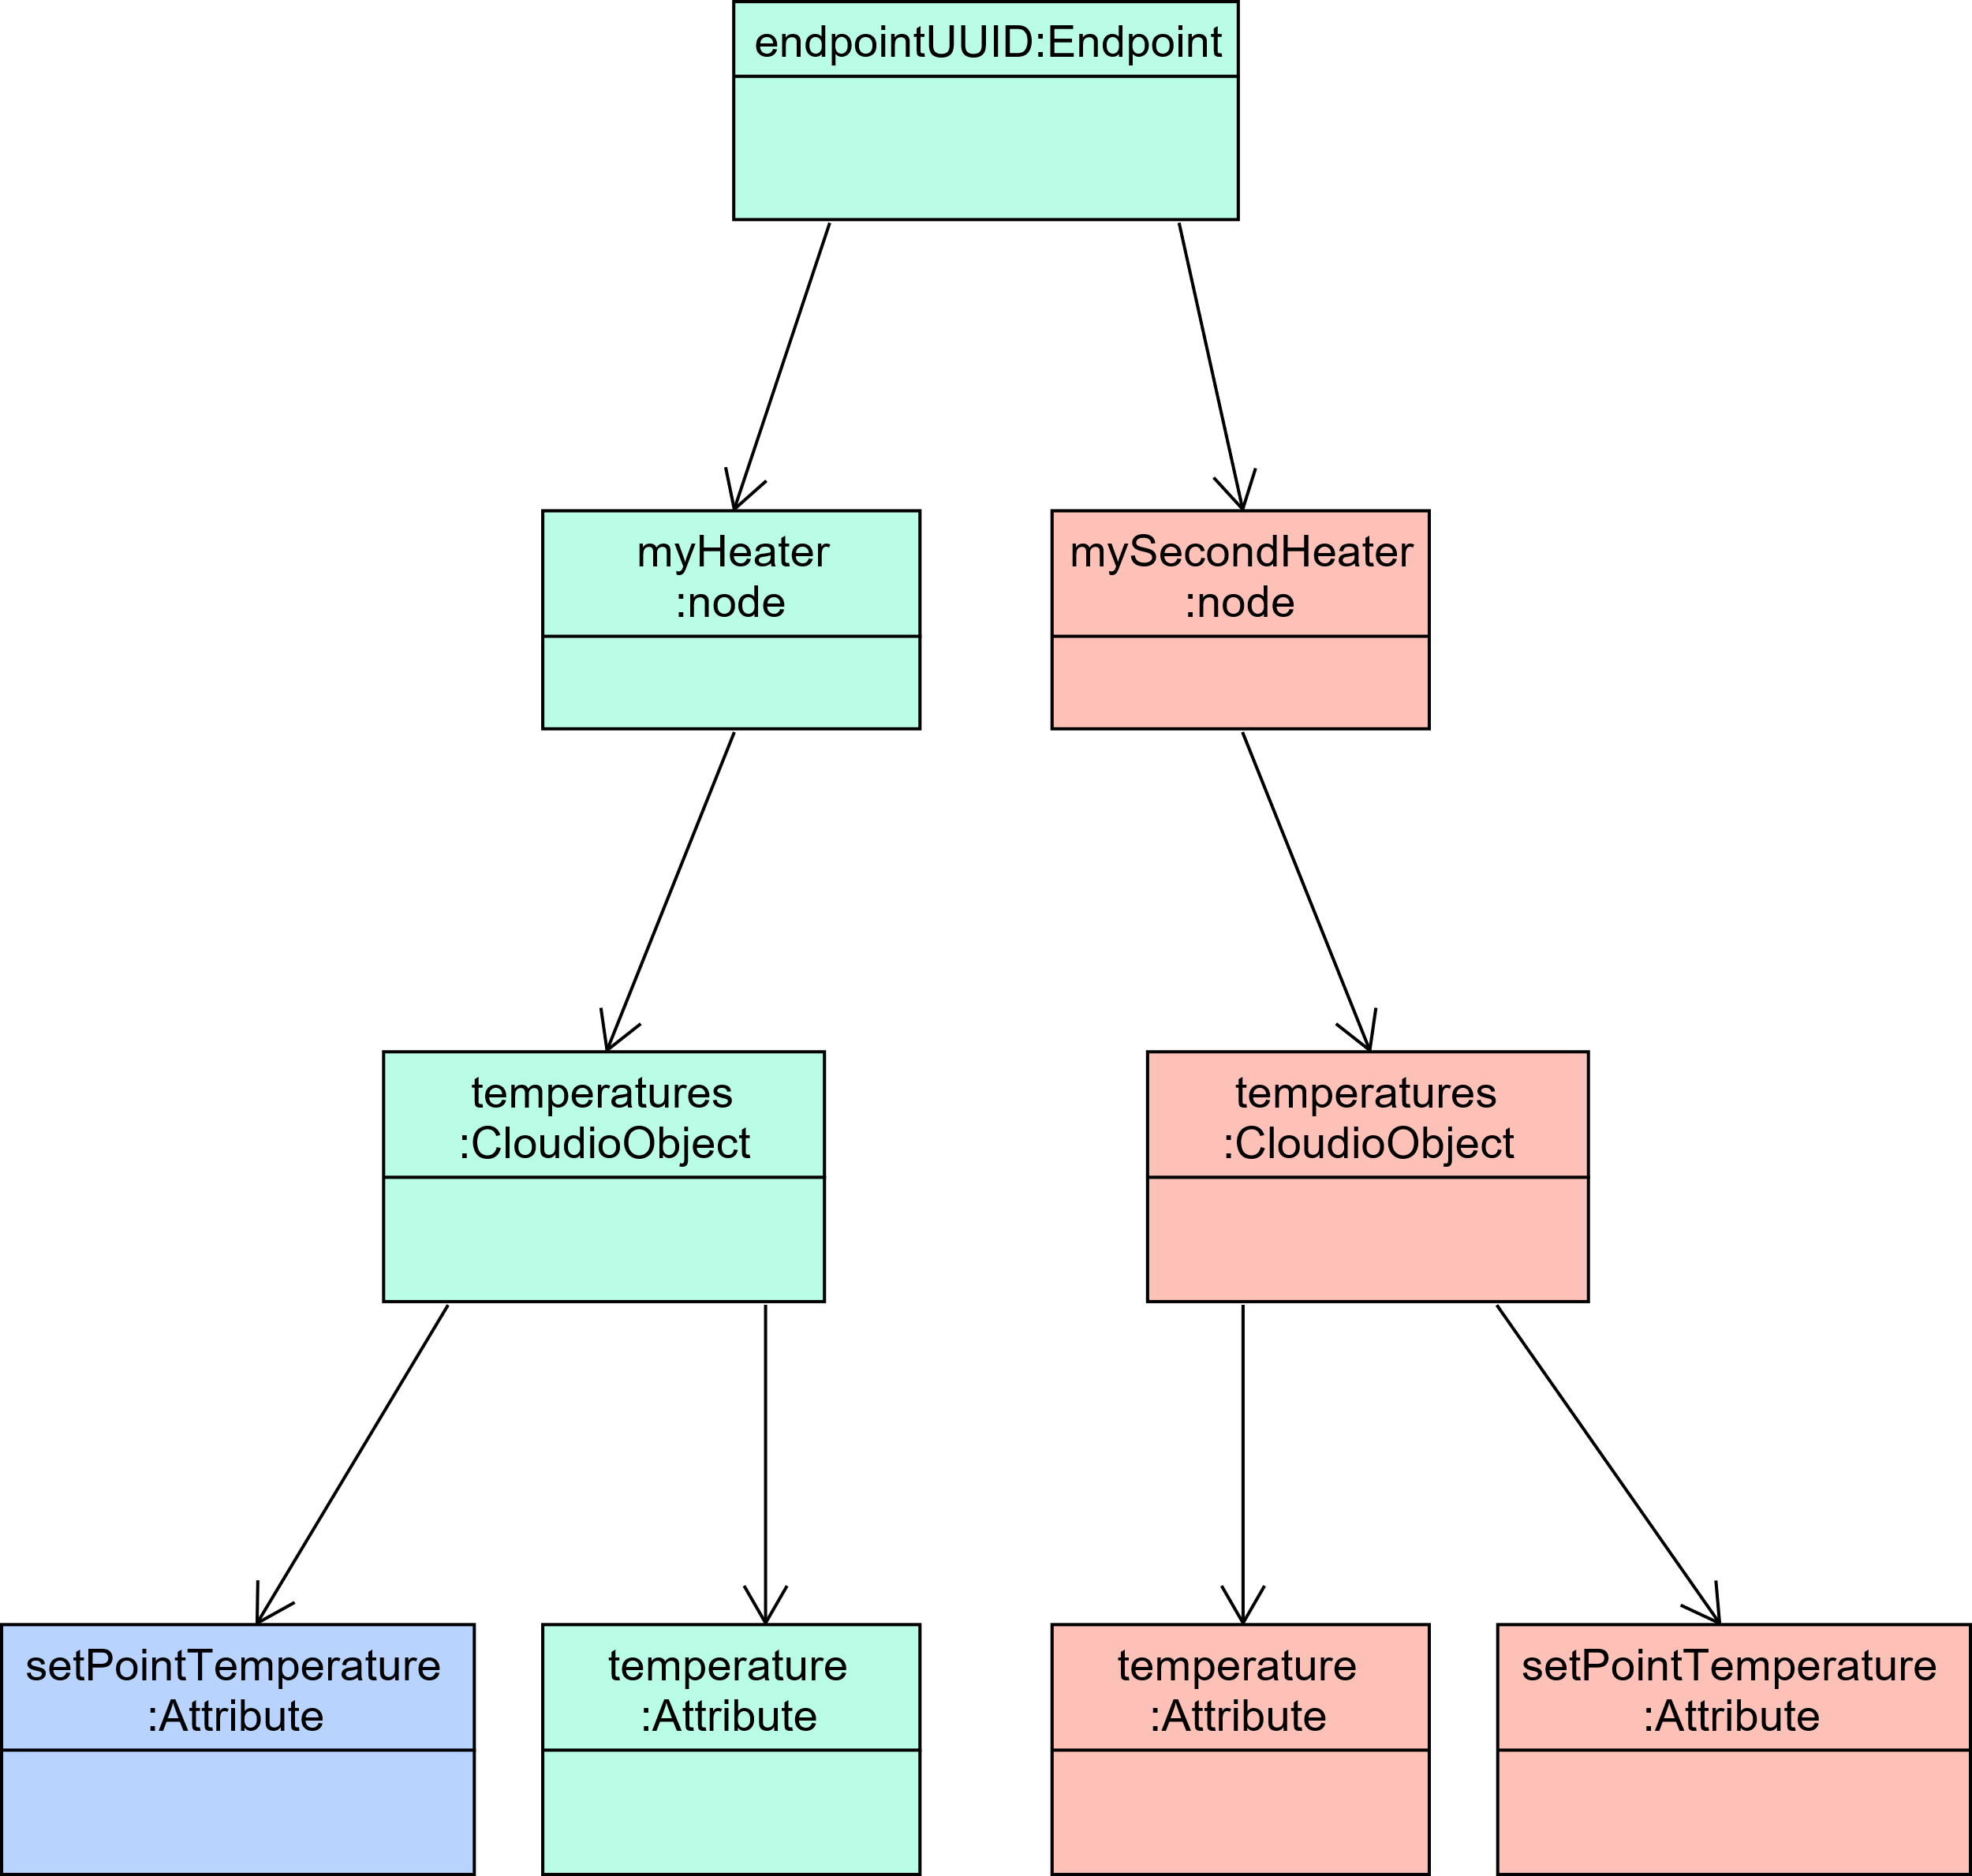 endpointUUID:Endpoint
myHeater
:node
mySecondHeater
:node
temperatures
:CloudioObject
temperatures
:CloudioObject
setPointTemperature
:Attribute
temperature
:Attribute
temperature
:Attribute
setPointTemperature
:Attribute